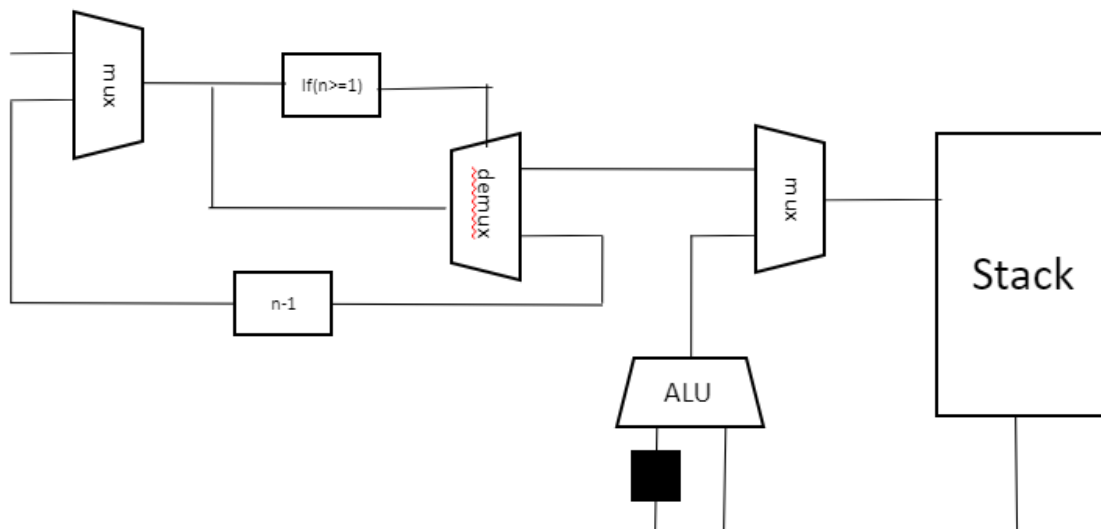 mux
If(n>=1)
demux
mux
Stack
n-1
ALU